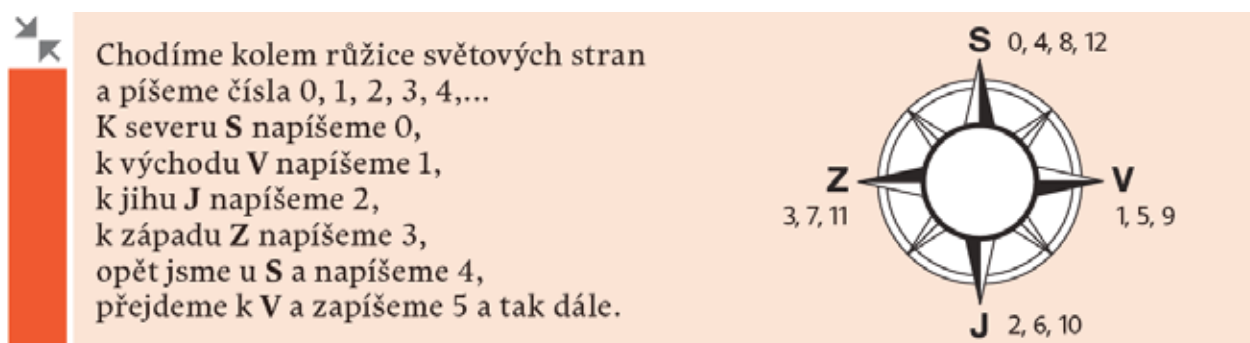 Chodíme kolem růžice světových stran
a píšeme čísla 0, 1, 2, 3, 4,...
K severu S napíšeme 0,
k východu V napíšeme 1,
k jihu J napíšeme 2,
k západu Z napíšeme 3,
opět jsme u S a napíšeme 4,
přejdeme k V a zapíšeme 5 a tak dále.
S 0, 4, 8, 12
Z
3, 7, 11
V
1, 5, 9
J 2, 6, 10